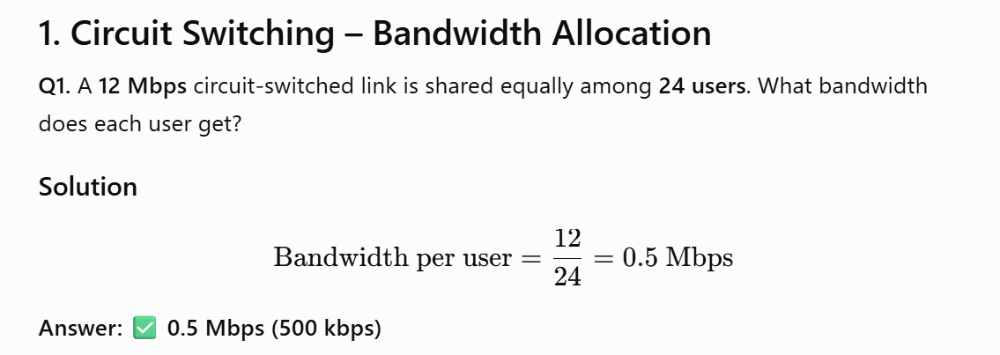 1. Circuit Switching – Bandwidth Allocation
Q1. A 12 Mbps circuit-switched link is shared equally among 24 users. What bandwidth
does each user get?
Solution
Bandwidth per user = 12/24 = 0.5 Mbps
Answer: ✅ 0.5 Mbps (500 kbps)